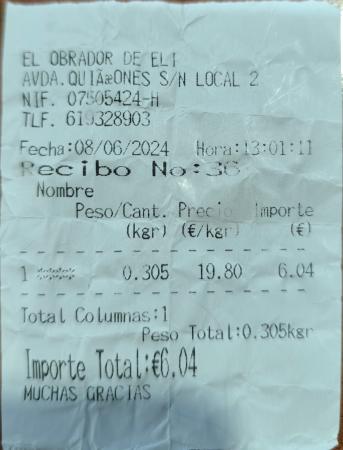 EL OBRADOR DE ELI
AVDA.QUIÃæONES S/N LOCAL 2
NIF. 07505424-H
TLF. 619328903
Fecha:08/06/2024 Hora:13:01:11
Recibo No:36
Nombre
Peso/Cant. Precio Importe
(kgr) (€/kgr) (€)
1 0.305 19.80 6.04
Total Columnas:1
Peso Total:0.305kgr
Importe Total:€6.04
MUCHAS GRACIAS